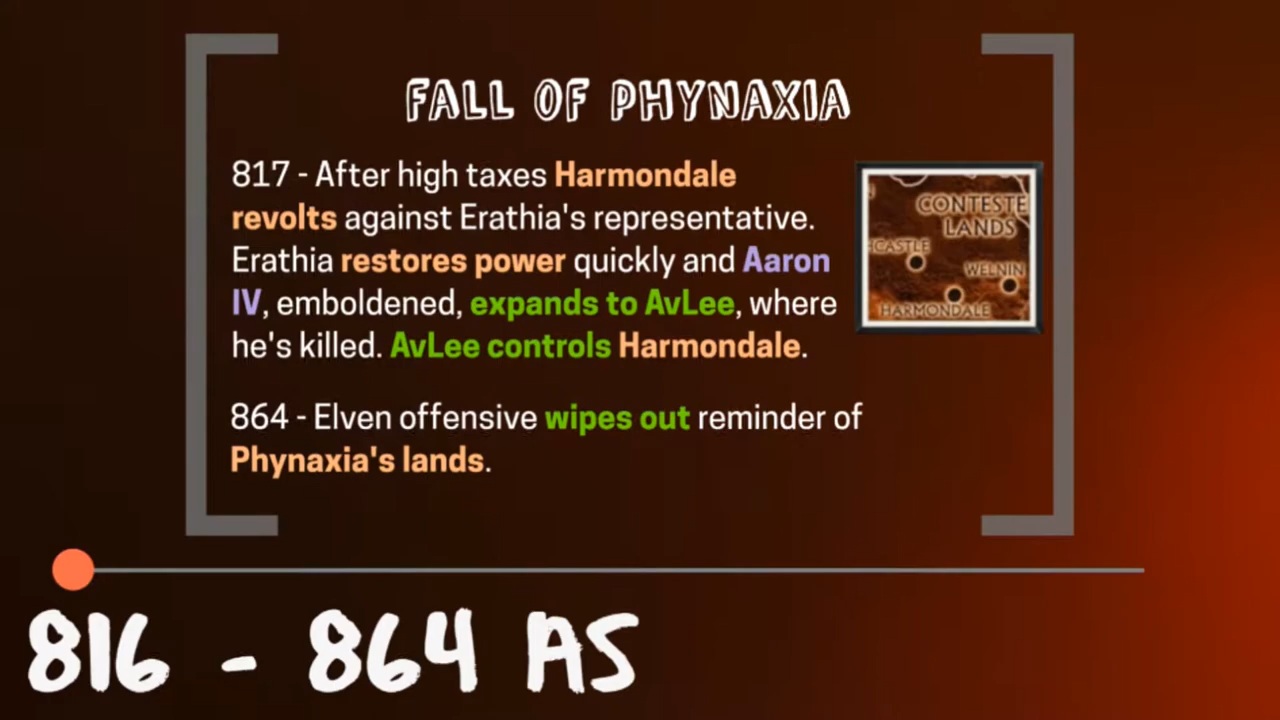 FALL OF PHYNAXIA
817 - After high taxes Harmondale
revolts against Erathia's representative.
Erathia restores power quickly and Aaron
IV, emboldened, expands to AvLee, where
he's killed. AvLee controls Harmondale.
CONTESTE
LANDS
CASTLE
WELNIN
HARMONDALE
864 - Elven offensive wipes out reminder of
Phynaxia's lands.
816 - 864 AS